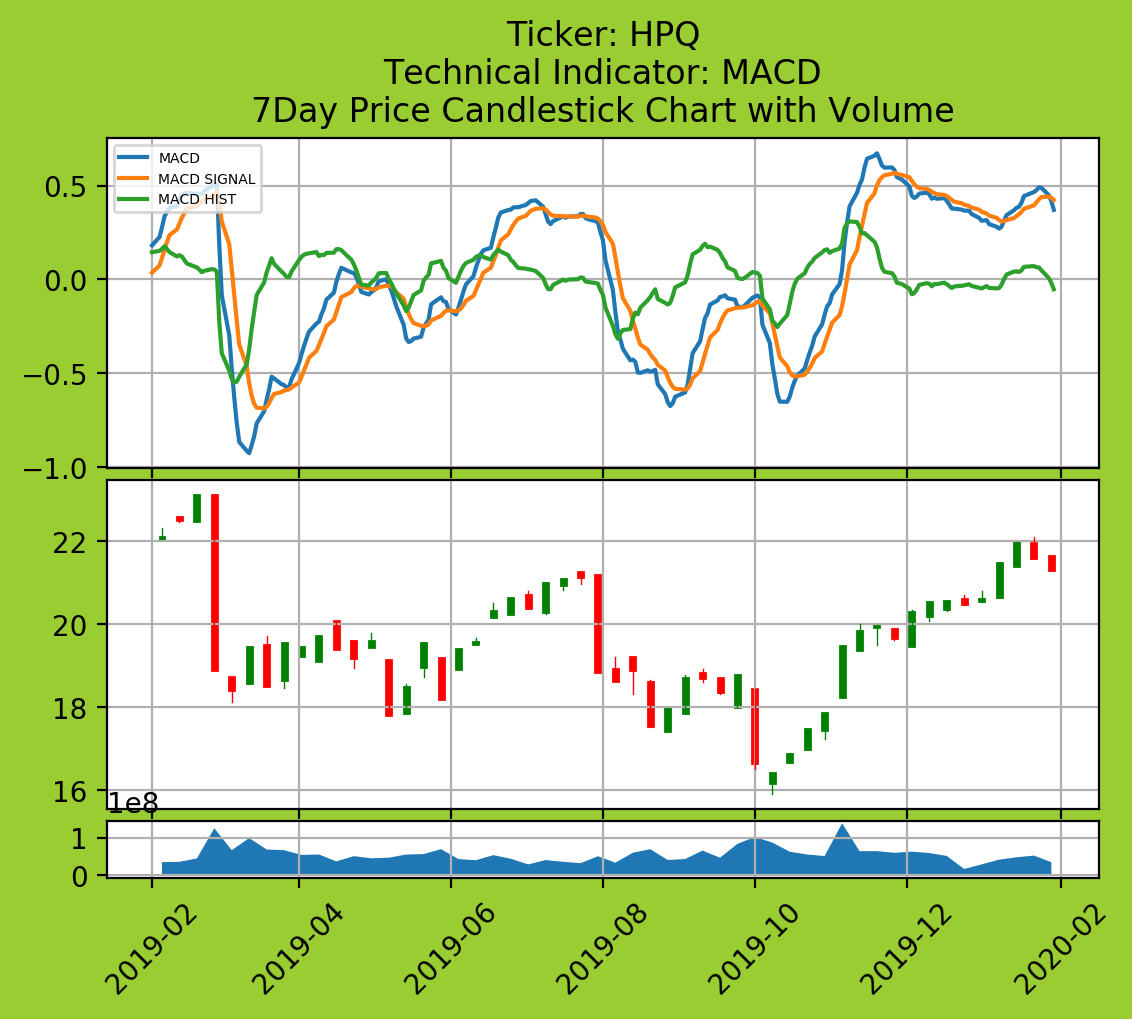 Ticker: HPQ
Technical Indicator: MACD
7Day Price Candlestick Chart with Volume
MACD
MACD SIGNAL
MACD HIST
0.5
0.0
−0.5
−1.0
22
20
18
16
1e8
1
0
2019-02
2019-04
2019-06
2019-08
2019-10
2019-12
2020-02